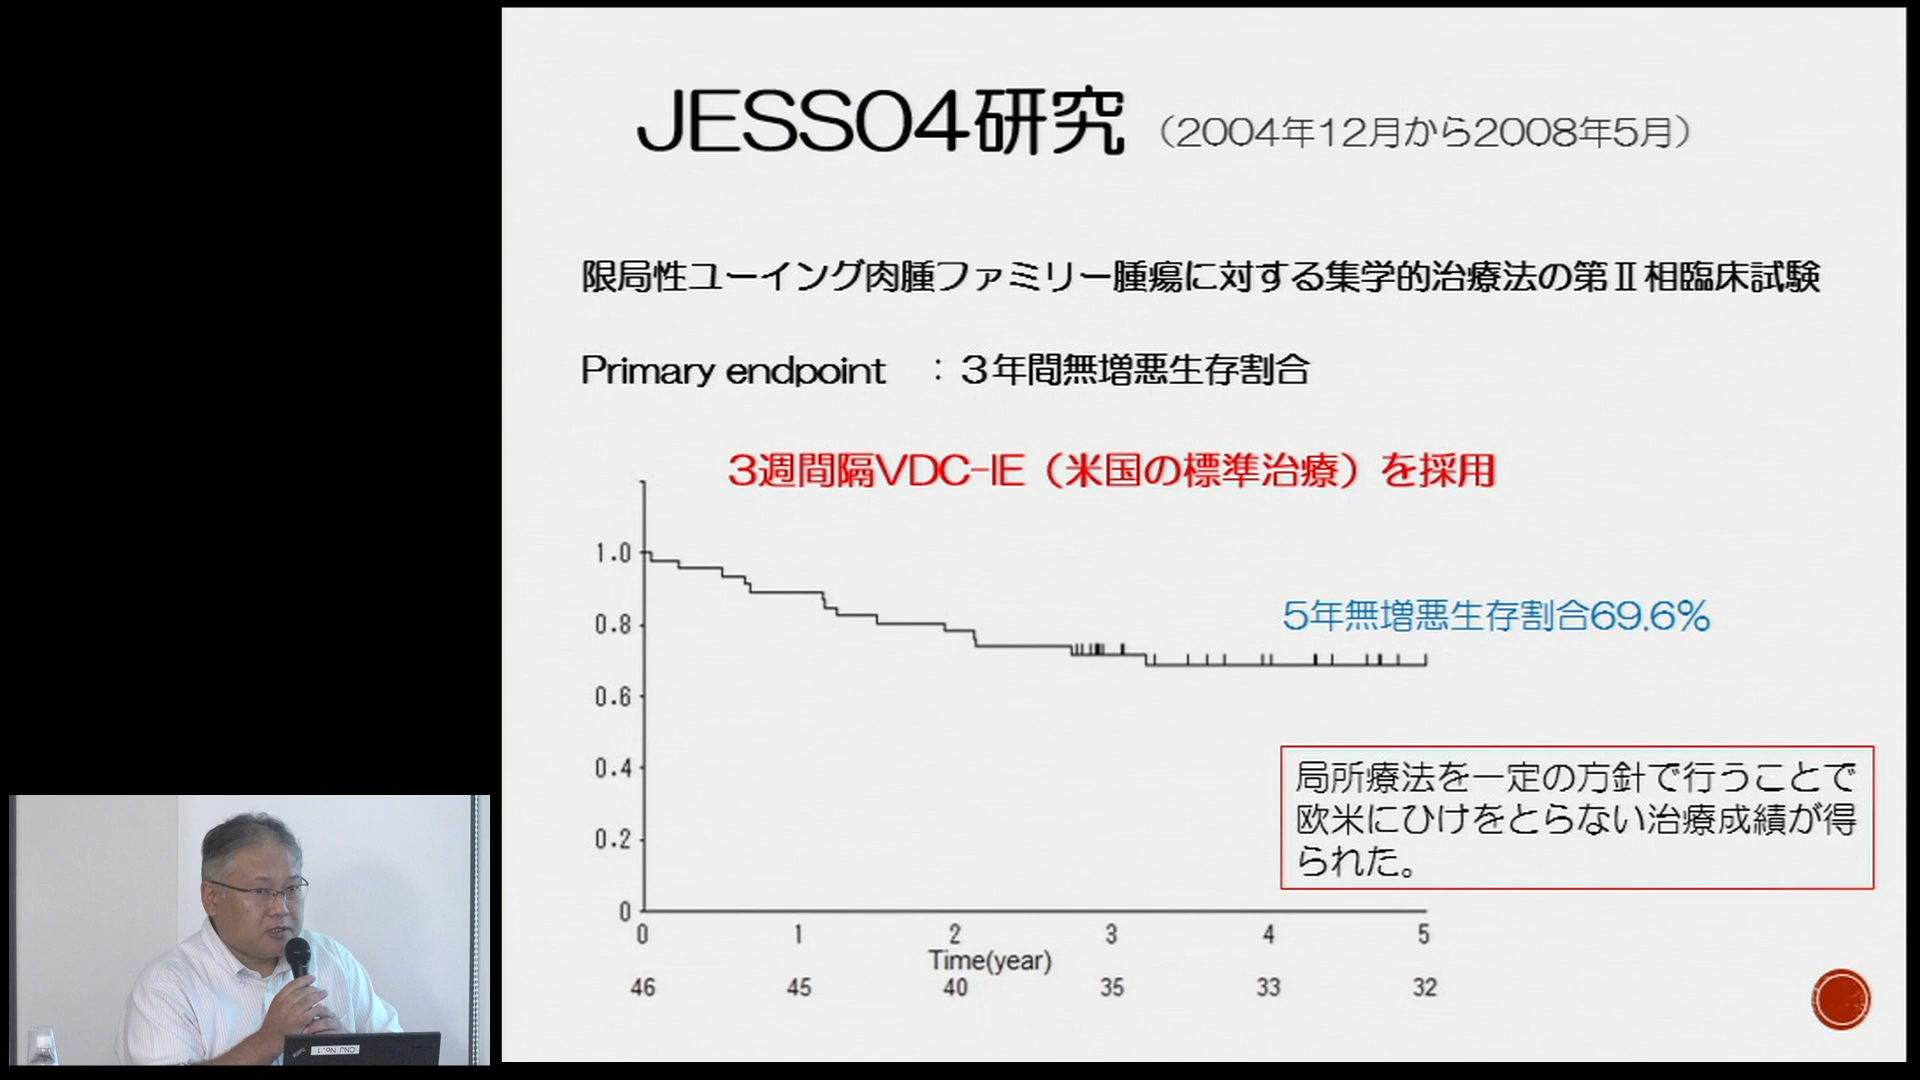 JESS04研究 （2004年12月から2008年5月）
限局性ユーイング肉腫ファミリー腫瘍に対する集学的治療法の第Ⅱ相臨床試験
Primary endpoint ：３年間無増悪生存割合
3週間隔VDC-IE（米国の標準治療）を採用
1.0
0.8
0.6
0.4
0.2
0
5年無増悪生存割合69.6%
局所療法を一定の方針で行うことで
欧米にひけをとらない治療成績が得
られた。
0 1 2 3 4 5
Time(year)
46 45 40 35 33 32
CNJ No.1